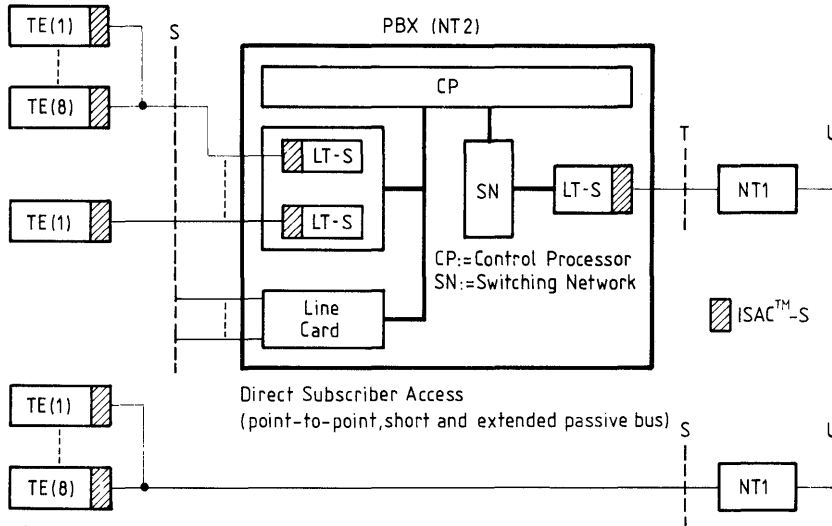 TE(1)
S
PBX (NT2)
CP
TE(8)
LT-S
T
U
SN
LT-S
NT1
TE(1)
LT-S
CP:=Control Processor
SN:=Switching Network
Line
Card
ISAC™-S
Direct Subscriber Access
(point-to-point,short and extended passive bus)
TE(1)
S
U
TE(8)
NT1